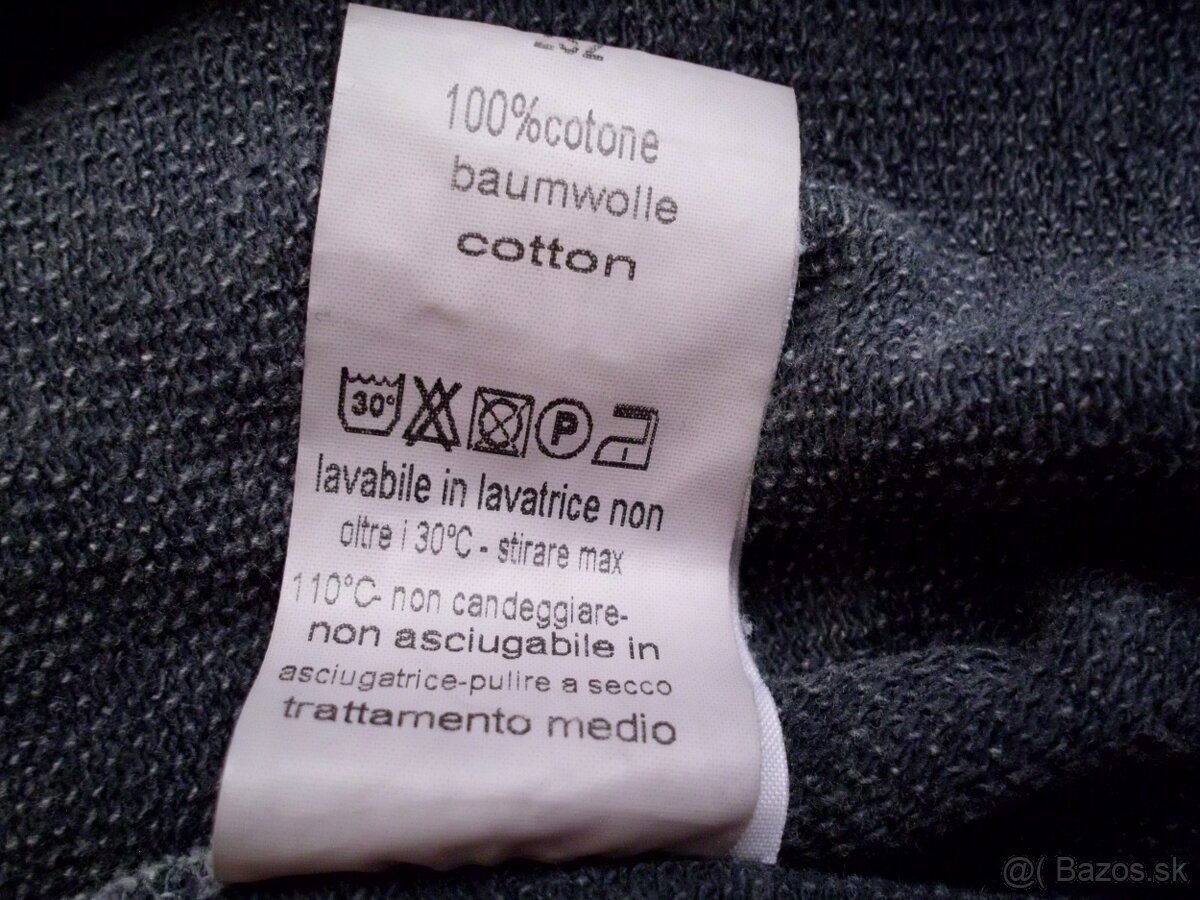 100%cotone
baumwolle
cotton
30°
P
lavabile in lavatrice non
oltre i 30°C - stirare max
110°C- non candeggiare-
non asciugabile in
asciugatrice-pulire a secco
trattamento medio
@( Bazos.sk